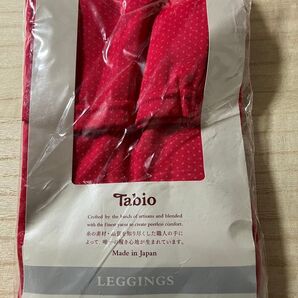 Tabio
Crafted by the hands of artisans and blended
with the finest yarns to create peerless comfort.
糸の素材・品質を知り尽くした職人の手に
よって 唯一の履き心地が生まれています。
Made in Japan
LEGGINGS